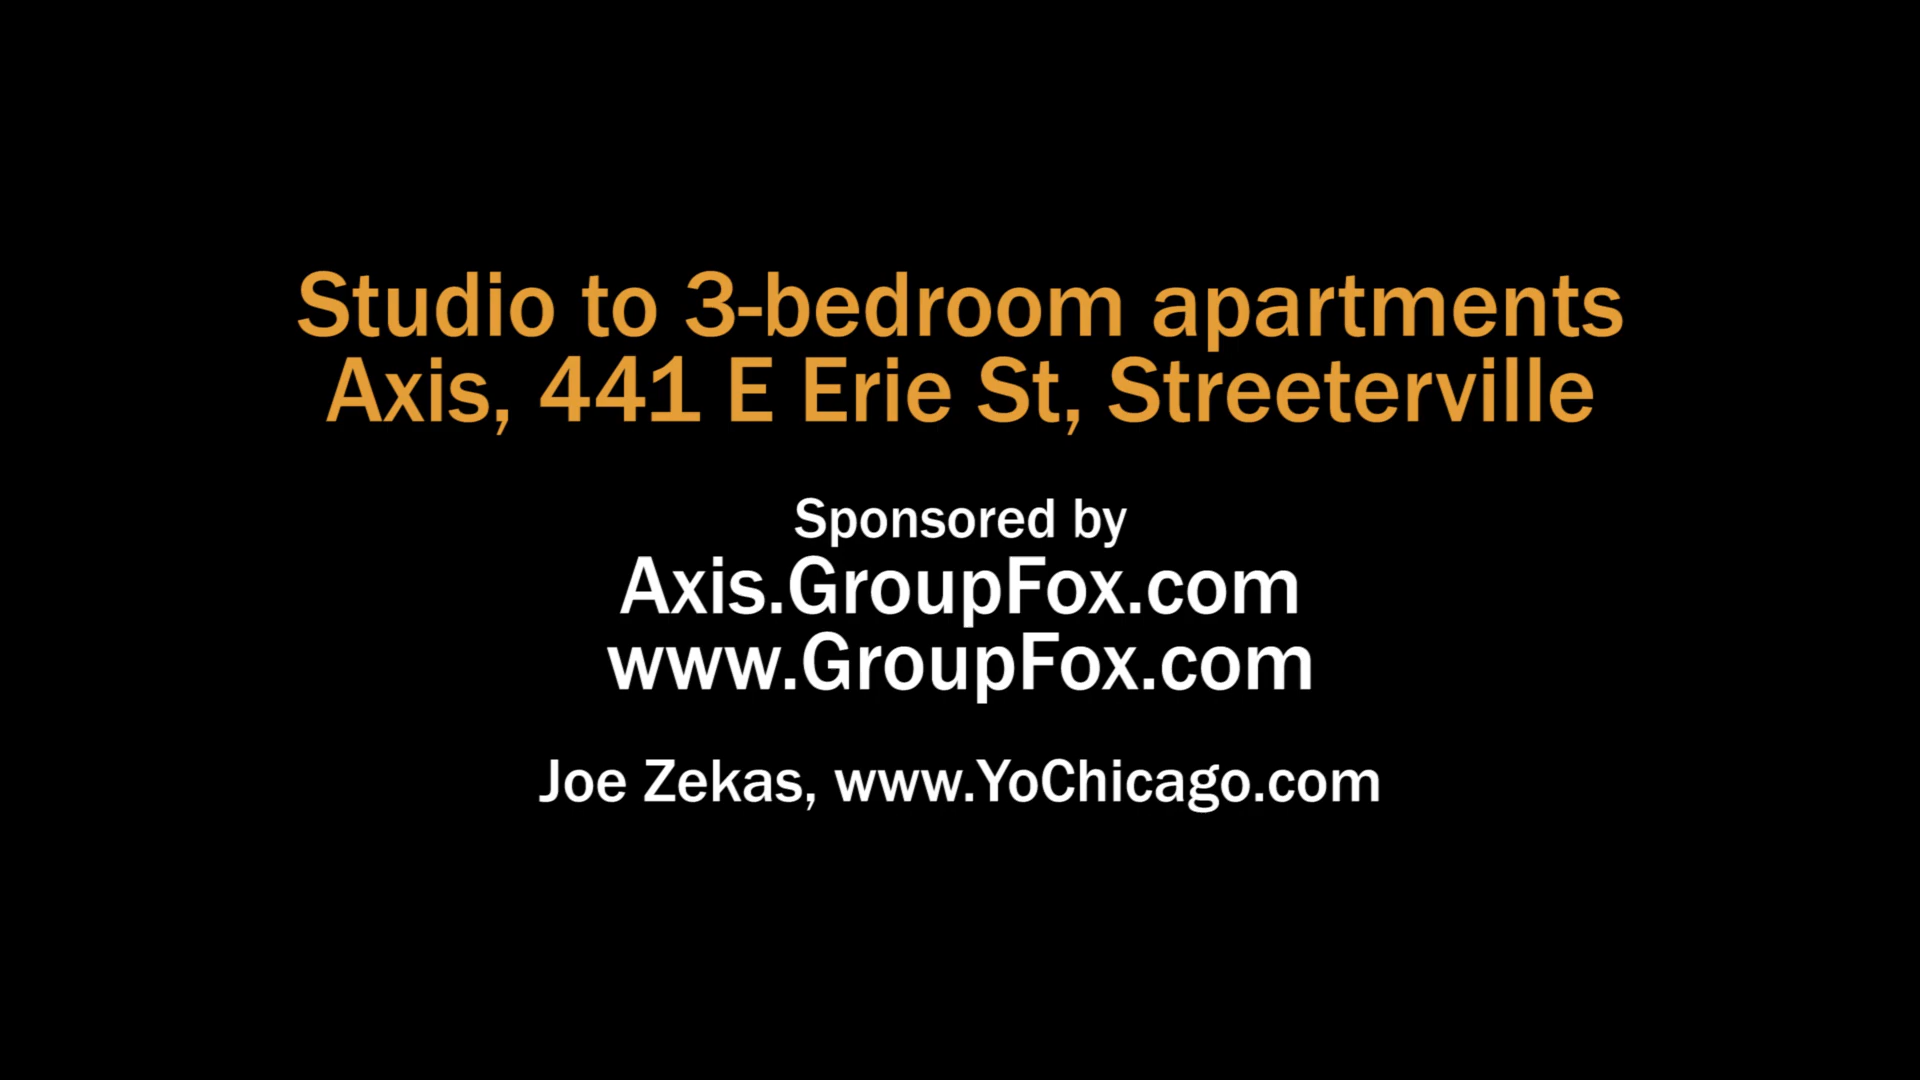 Studio to 3-bedroom apartments
Axis, 441 E Erie St, Streeterville
Sponsored by
Axis.GroupFox.com
www.GroupFox.com
Joe Zekas, www.YoChicago.com